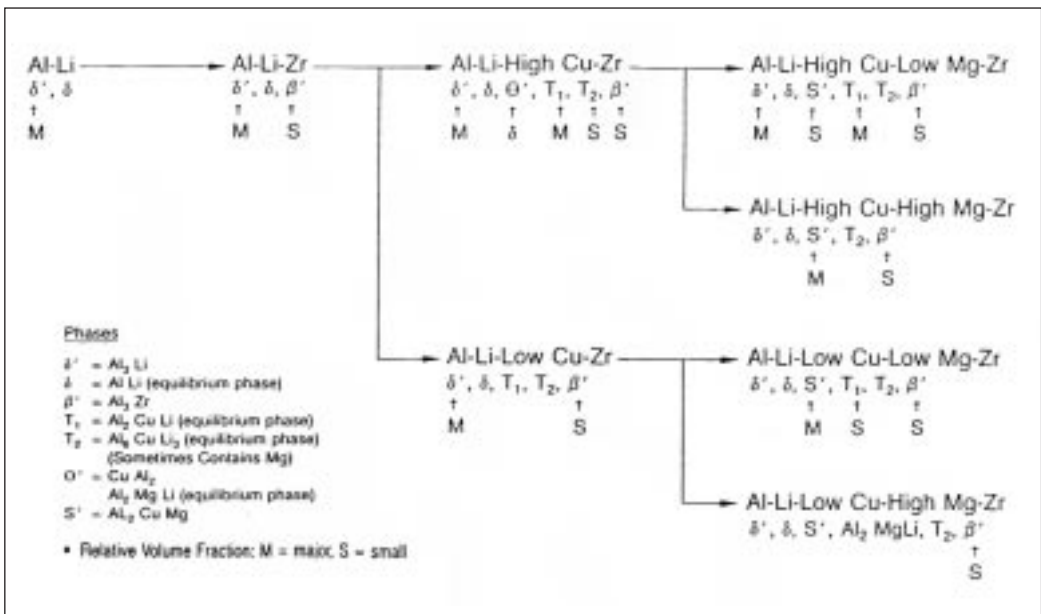 Al-Li
δ', δ
↑
M
Al-Li-Zr
δ', δ, β'
↑ ↑
M S
Al-Li-High Cu-Zr
δ', δ, Θ', T₁, T₂, β'
↑ ↑ ↑ ↑ ↑
M δ M S S
Al-Li-High Cu-Low Mg-Zr
δ', δ, S', T₁, T₂, β'
↑ ↑ ↑ ↑
M S M S
Al-Li-High Cu-High Mg-Zr
δ', δ, S', T₂, β'
↑ ↑
M S
Al-Li-Low Cu-Zr
δ', δ, T₁, T₂, β'
↑ ↑
M S
Al-Li-Low Cu-Low Mg-Zr
δ', δ, S', T₁, T₂, β'
↑ ↑ ↑
M S S
Al-Li-Low Cu-High Mg-Zr
δ', δ, S', Al₂ MgLi, T₂, β'
↑
S
Phases
δ' = Al₃ Li
δ = Al Li (equilibrium phase)
β' = Al₃ Zr
T₁ = Al₂ Cu Li (equilibrium phase)
T₂ = Al₆ Cu Li₃ (equilibrium phase)
(Sometimes Contains Mg)
Θ' = Cu Al₂
Al₂ Mg Li (equilibrium phase)
S' = Al₂ Cu Mg
• Relative Volume Fraction: M = major, S = small